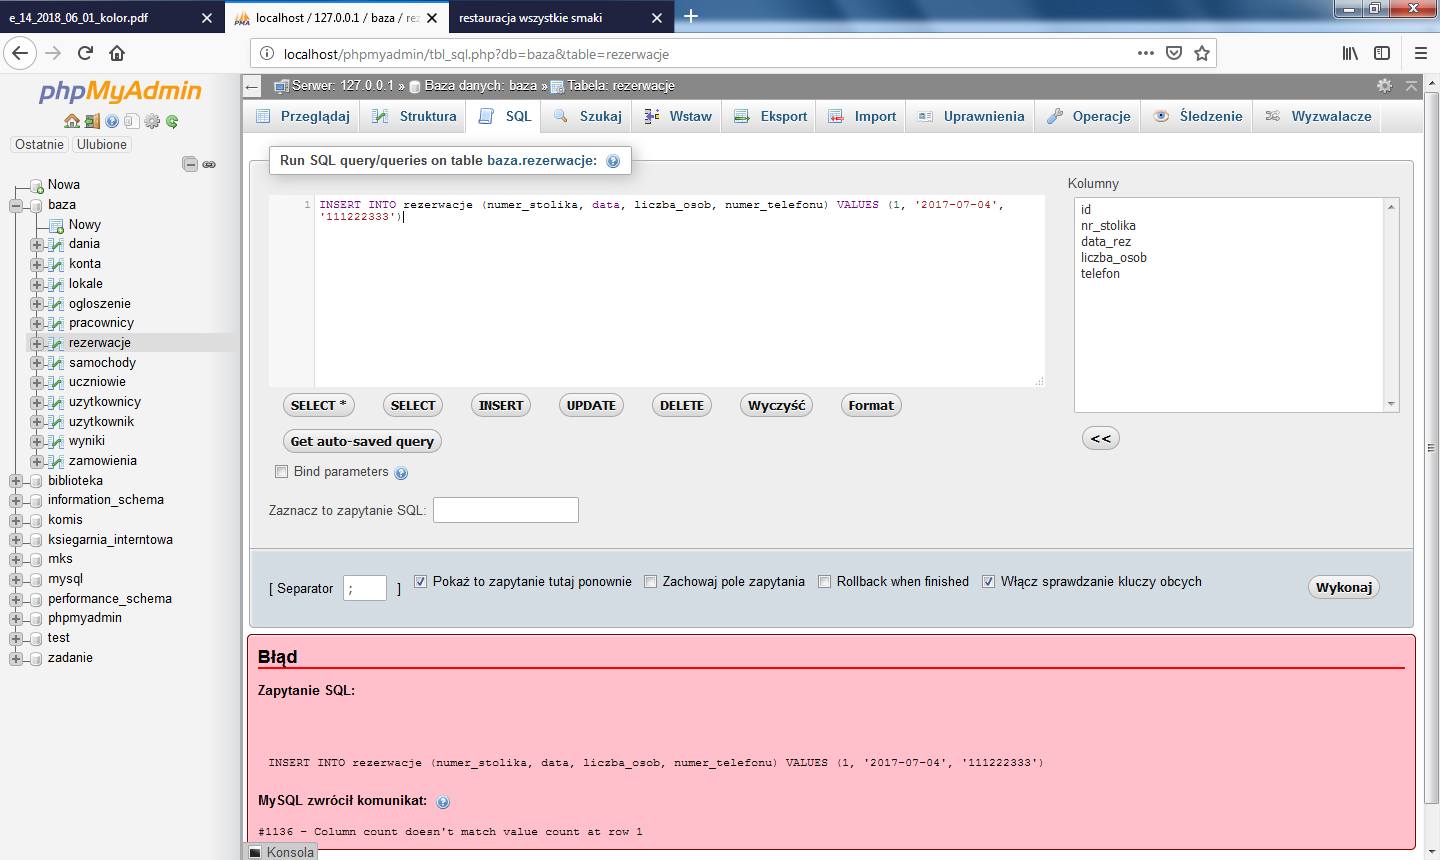 e_14_2018_06_01_kolor.pdf
localhost / 127.0.0.1 / baza / rez
restauracja wszystkie smaki
localhost/phpmyadmin/tbl_sql.php?db=baza&table=rezerwacje
phpMyAdmin
Ostatnie Ulubione
Nowa
baza
Nowy
dania
konta
lokale
ogloszenie
pracownicy
rezerwacje
samochody
uczniowie
uzytkownicy
uzytkownik
wyniki
zamowienia
biblioteka
information_schema
komis
ksiegarnia_interntowa
mks
mysql
performance_schema
phpmyadmin
test
zadanie
Serwer: 127.0.0.1 » Baza danych: baza » Tabela: rezerwacje
Przeglądaj Struktura SQL Szukaj Wstaw Eksport Import Uprawnienia Operacje Śledzenie Wyzwalacze
Run SQL query/queries on table baza.rezerwacje:
1 INSERT INTO rezerwacje (numer_stolika, data, liczba_osob, numer_telefonu) VALUES (1, '2017-07-04',
'111222333')
Kolumny
id
nr_stolika
data_rez
liczba_osob
telefon
SELECT * SELECT INSERT UPDATE DELETE Wyczyść Format
Get auto-saved query
<<
Bind parameters
Zaznacz to zapytanie SQL:
[ Separator ; ] Pokaż to zapytanie tutaj ponownie Zachowaj pole zapytania Rollback when finished Włącz sprawdzanie kluczy obcych
Wykonaj
Błąd
Zapytanie SQL:
INSERT INTO rezerwacje (numer_stolika, data, liczba_osob, numer_telefonu) VALUES (1, '2017-07-04', '111222333')
MySQL zwrócił komunikat:
#1136 - Column count doesn't match value count at row 1
Konsola